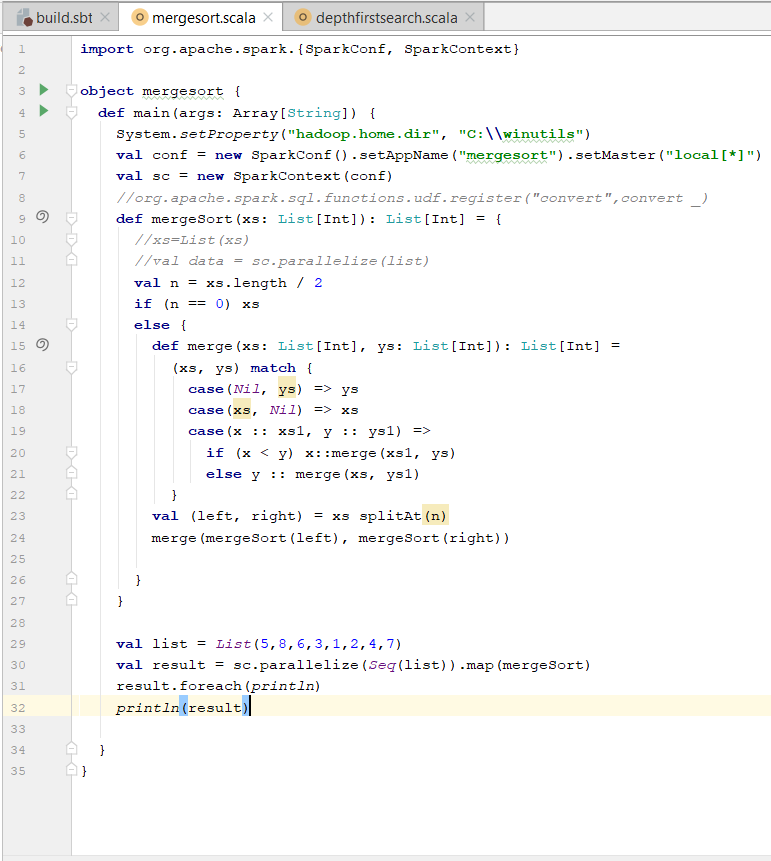 build.sbt mergesort.scala depthfirstsearch.scala
1 import org.apache.spark.{SparkConf, SparkContext}
2
3 object mergesort {
4 def main(args: Array[String]) {
5 System.setProperty("hadoop.home.dir", "C:\\winutils")
6 val conf = new SparkConf().setAppName("mergesort").setMaster("local[*]")
7 val sc = new SparkContext(conf)
8 //org.apache.spark.sql.functions.udf.register("convert",convert _)
9 def mergeSort(xs: List[Int]): List[Int] = {
10 //xs=List(xs)
11 //val data = sc.parallelize(list)
12 val n = xs.length / 2
13 if (n == 0) xs
14 else {
15 def merge(xs: List[Int], ys: List[Int]): List[Int] =
16 (xs, ys) match {
17 case(Nil, ys) => ys
18 case(xs, Nil) => xs
19 case(x :: xs1, y :: ys1) =>
20 if (x < y) x::merge(xs1, ys)
21 else y :: merge(xs, ys1)
22 }
23 val (left, right) = xs splitAt(n)
24 merge(mergeSort(left), mergeSort(right))
25
26 }
27 }
28
29 val list = List(5,8,6,3,1,2,4,7)
30 val result = sc.parallelize(Seq(list)).map(mergeSort)
31 result.foreach(println)
32 println(result)
33
34 }
35 }